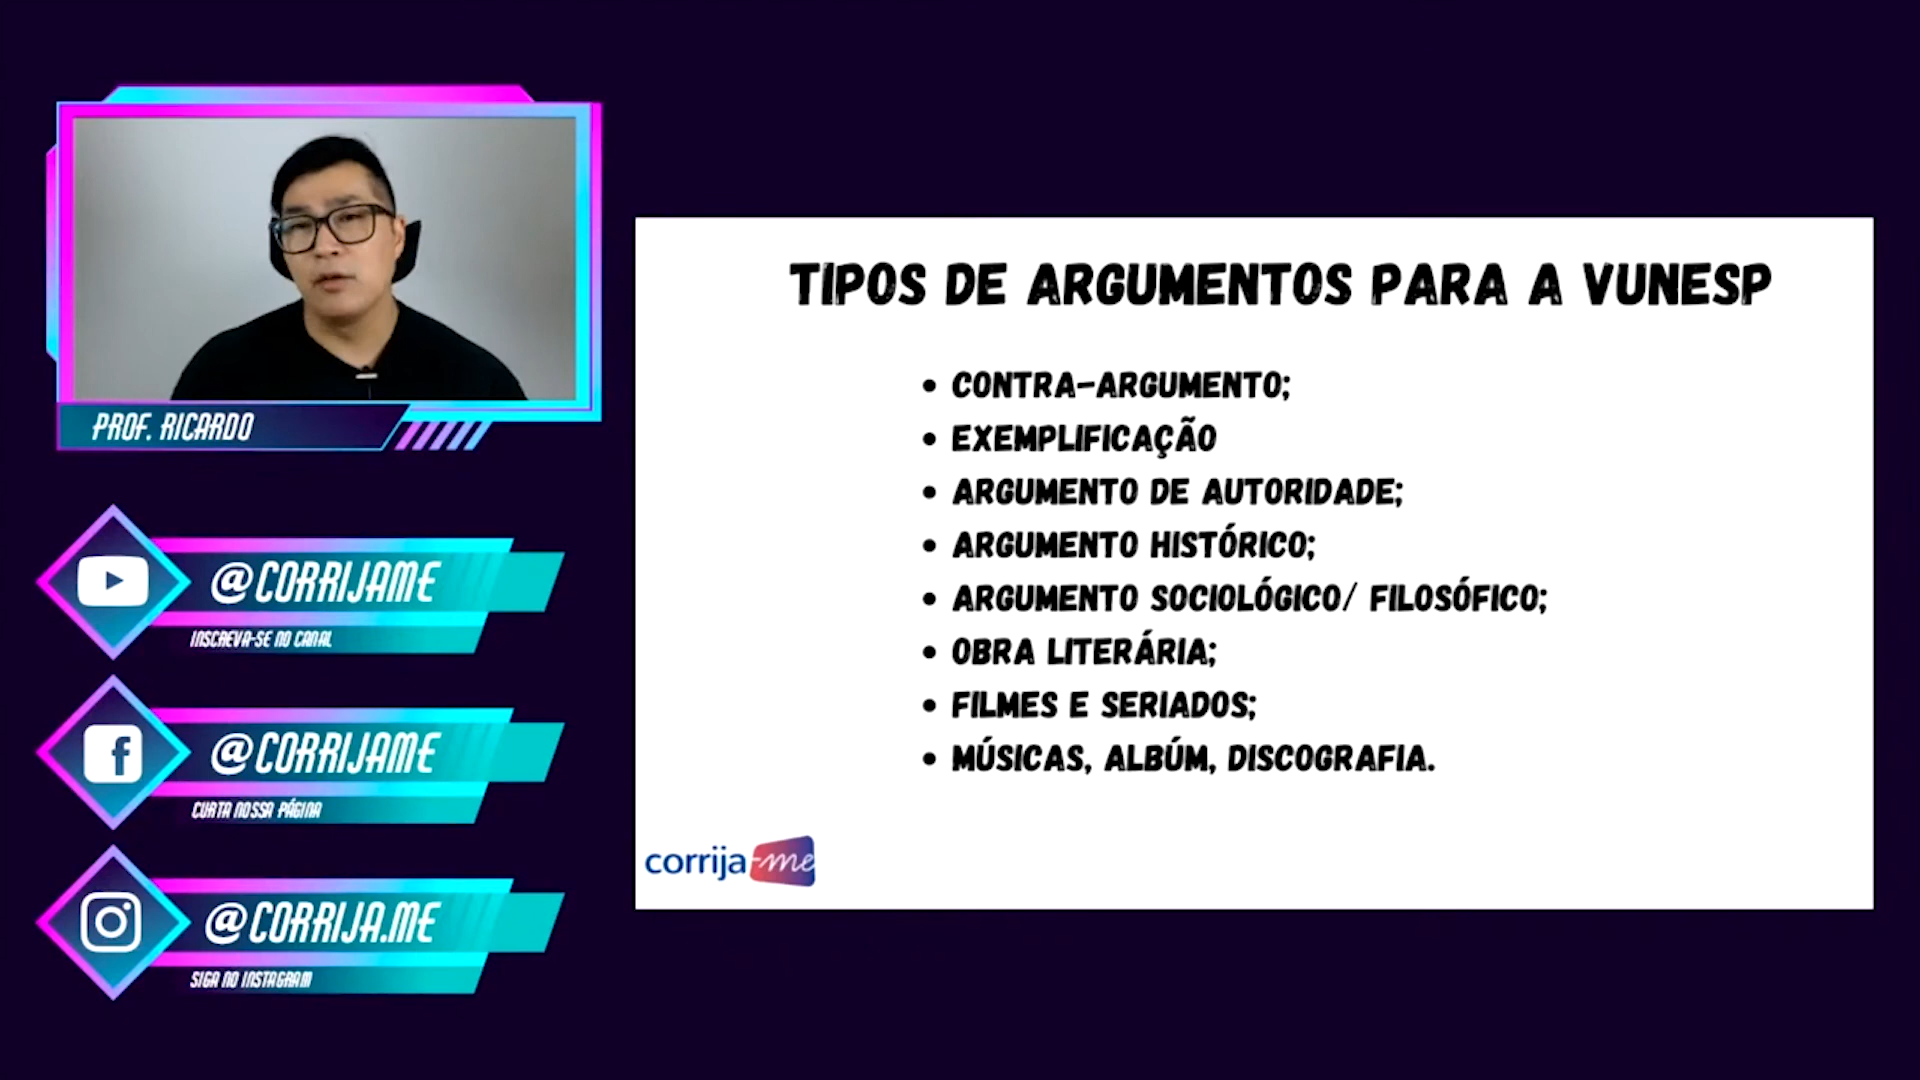 PROF. RICARDO
@CORRIJAME
INSCREVA-SE NO CANAL
@CORRIJAME
CURTA NOSSA PÁGINA
@CORRIJA.ME
SIGA NO INSTAGRAM
TIPOS DE ARGUMENTOS PARA A VUNESP
• CONTRA-ARGUMENTO;
• EXEMPLIFICAÇÃO
• ARGUMENTO DE AUTORIDADE;
• ARGUMENTO HISTÓRICO;
• ARGUMENTO SOCIOLÓGICO/ FILOSÓFICO;
• OBRA LITERÁRIA;
• FILMES E SERIADOS;
• MÚSICAS, ALBÚM, DISCOGRAFIA.
corrija-me